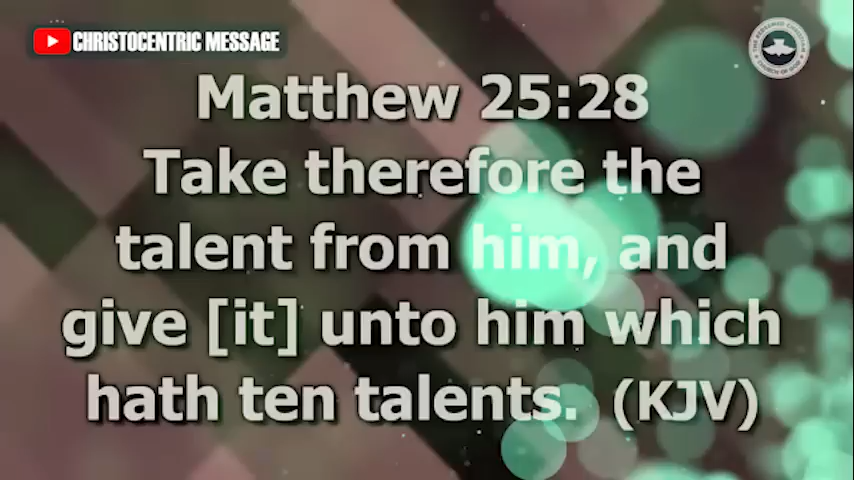 CHRISTOCENTRIC MESSAGE
Matthew 25:28
Take therefore the
talent from him, and
give [it] unto him which
hath ten talents. (KJV)